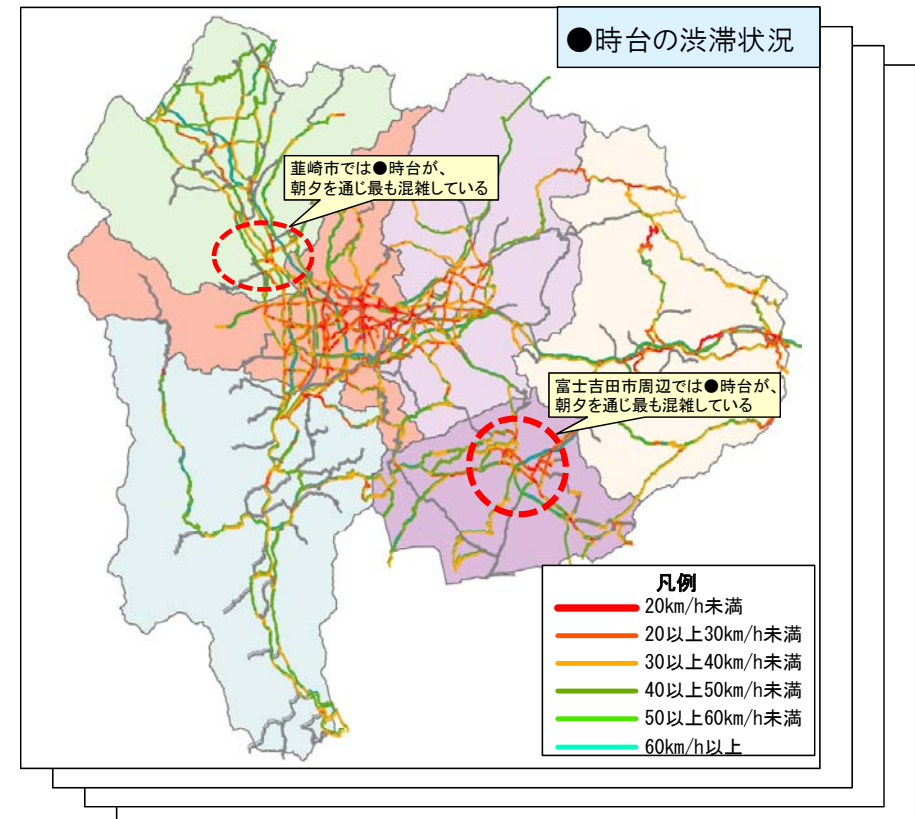 ●時台の渋滞状況
韮崎市では●時台が、
朝夕を通じ最も混雑している
富士吉田市周辺では●時台が、
朝夕を通じ最も混雑している
凡例
20km/h未満
20以上30km/h未満
30以上40km/h未満
40以上50km/h未満
50以上60km/h未満
60km/h以上